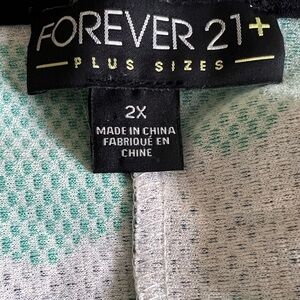 FOREVER 21+
PLUS SIZES
2X
MADE IN CHINA
FABRIQUÉ EN
CHINE